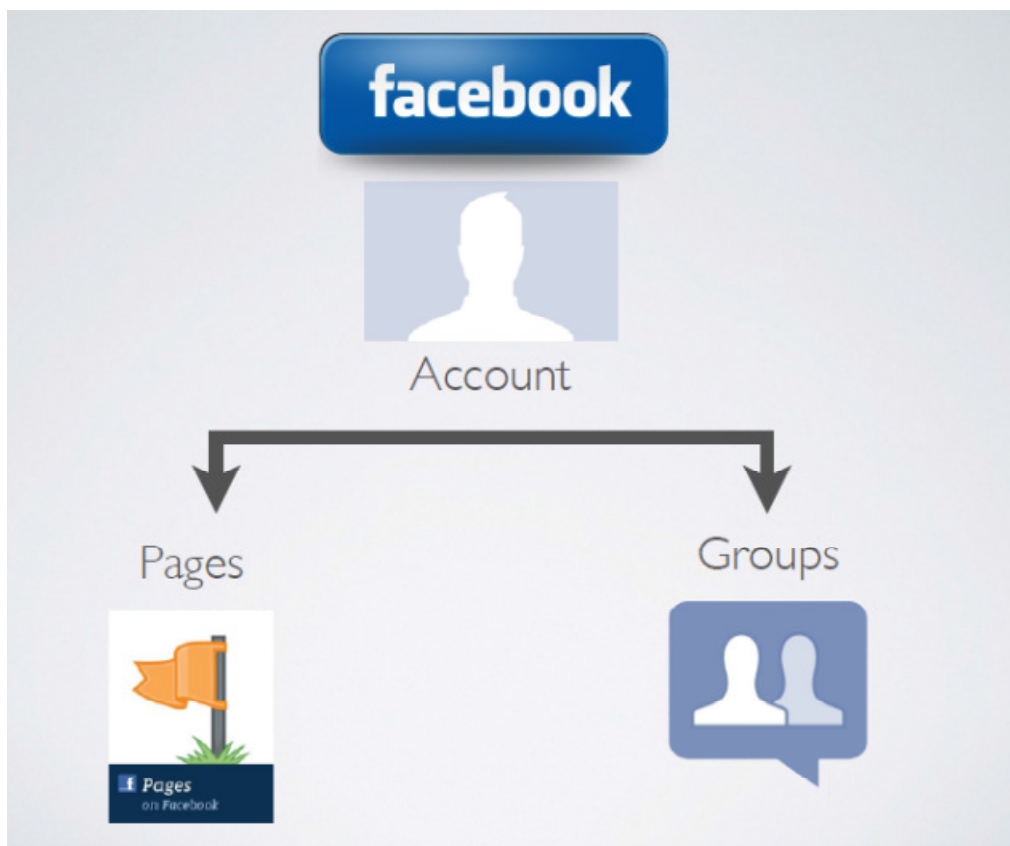 facebook
Account
Pages
Groups
f Pages
on Facebook